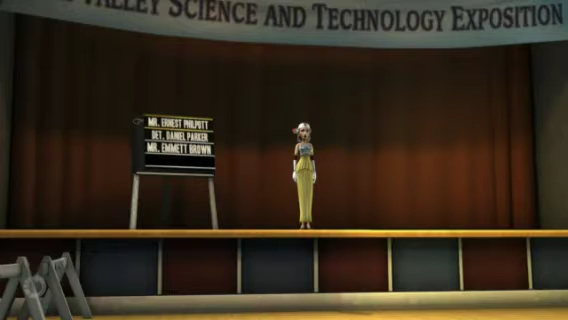 VALLEY SCIENCE AND TECHNOLOGY EXPOSITION
MR. ERNEST PHILPOTT
DET. DANIEL PARKER
MR. EMMETT BROWN